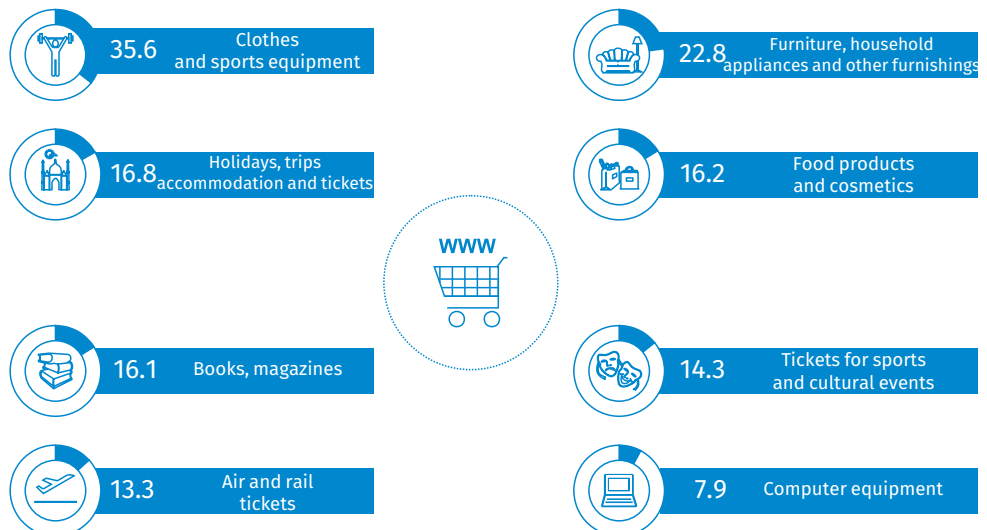 35.6
Clothes
and sports equipment
22.8
Furniture, household
appliances and other furnishings
16.8
Holidays, trips
accommodation and tickets
16.2
Food products
and cosmetics
www
16.1
Books, magazines
14.3
Tickets for sports
and cultural events
13.3
Air and rail
tickets
7.9
Computer equipment